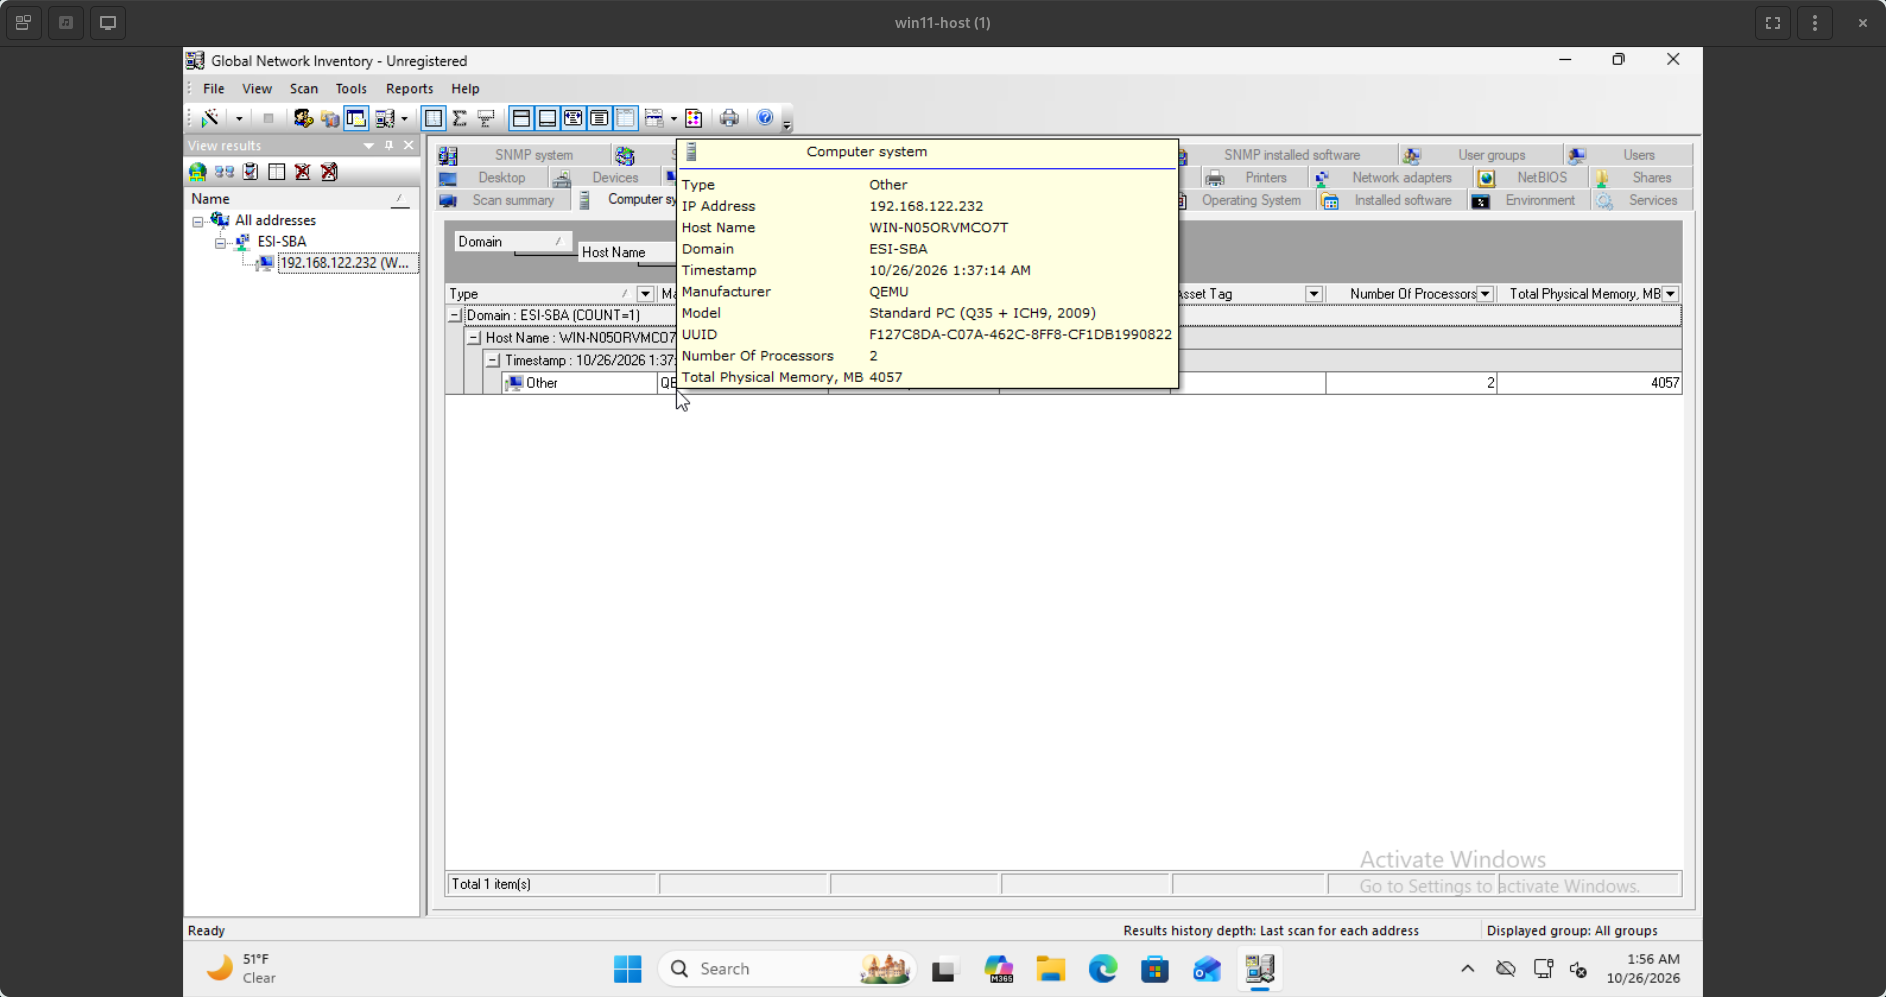 win11-host (1)
Global Network Inventory - Unregistered
File View Scan Tools Reports Help
View results
Name
All addresses
ESI-SBA
192.168.122.232 (W...
SNMP system
SNMP installed software
User groups
Users
Desktop
Devices
Printers
Network adapters
NetBIOS
Shares
Scan summary
Computer sy
Operating System
Installed software
Environment
Services
Domain
Host Name
Computer system
Type Other
IP Address 192.168.122.232
Host Name WIN-N05ORVMCO7T
Domain ESI-SBA
Timestamp 10/26/2026 1:37:14 AM
Manufacturer QEMU
Model Standard PC (Q35 + ICH9, 2009)
UUID F127C8DA-C07A-462C-8FF8-CF1DB1990822
Number Of Processors 2
Total Physical Memory, MB 4057
Type
Asset Tag
Number Of Processors
Total Physical Memory, MB
Domain : ESI-SBA (COUNT=1)
Host Name : WIN-N05ORVMCO7
Timestamp : 10/26/2026 1:37
Other
2
4057
Total 1 item(s)
Activate Windows
Go to Settings to activate Windows.
Ready
Results history depth: Last scan for each address
Displayed group: All groups
51°F
Clear
Search
M365
1:56 AM
10/26/2026